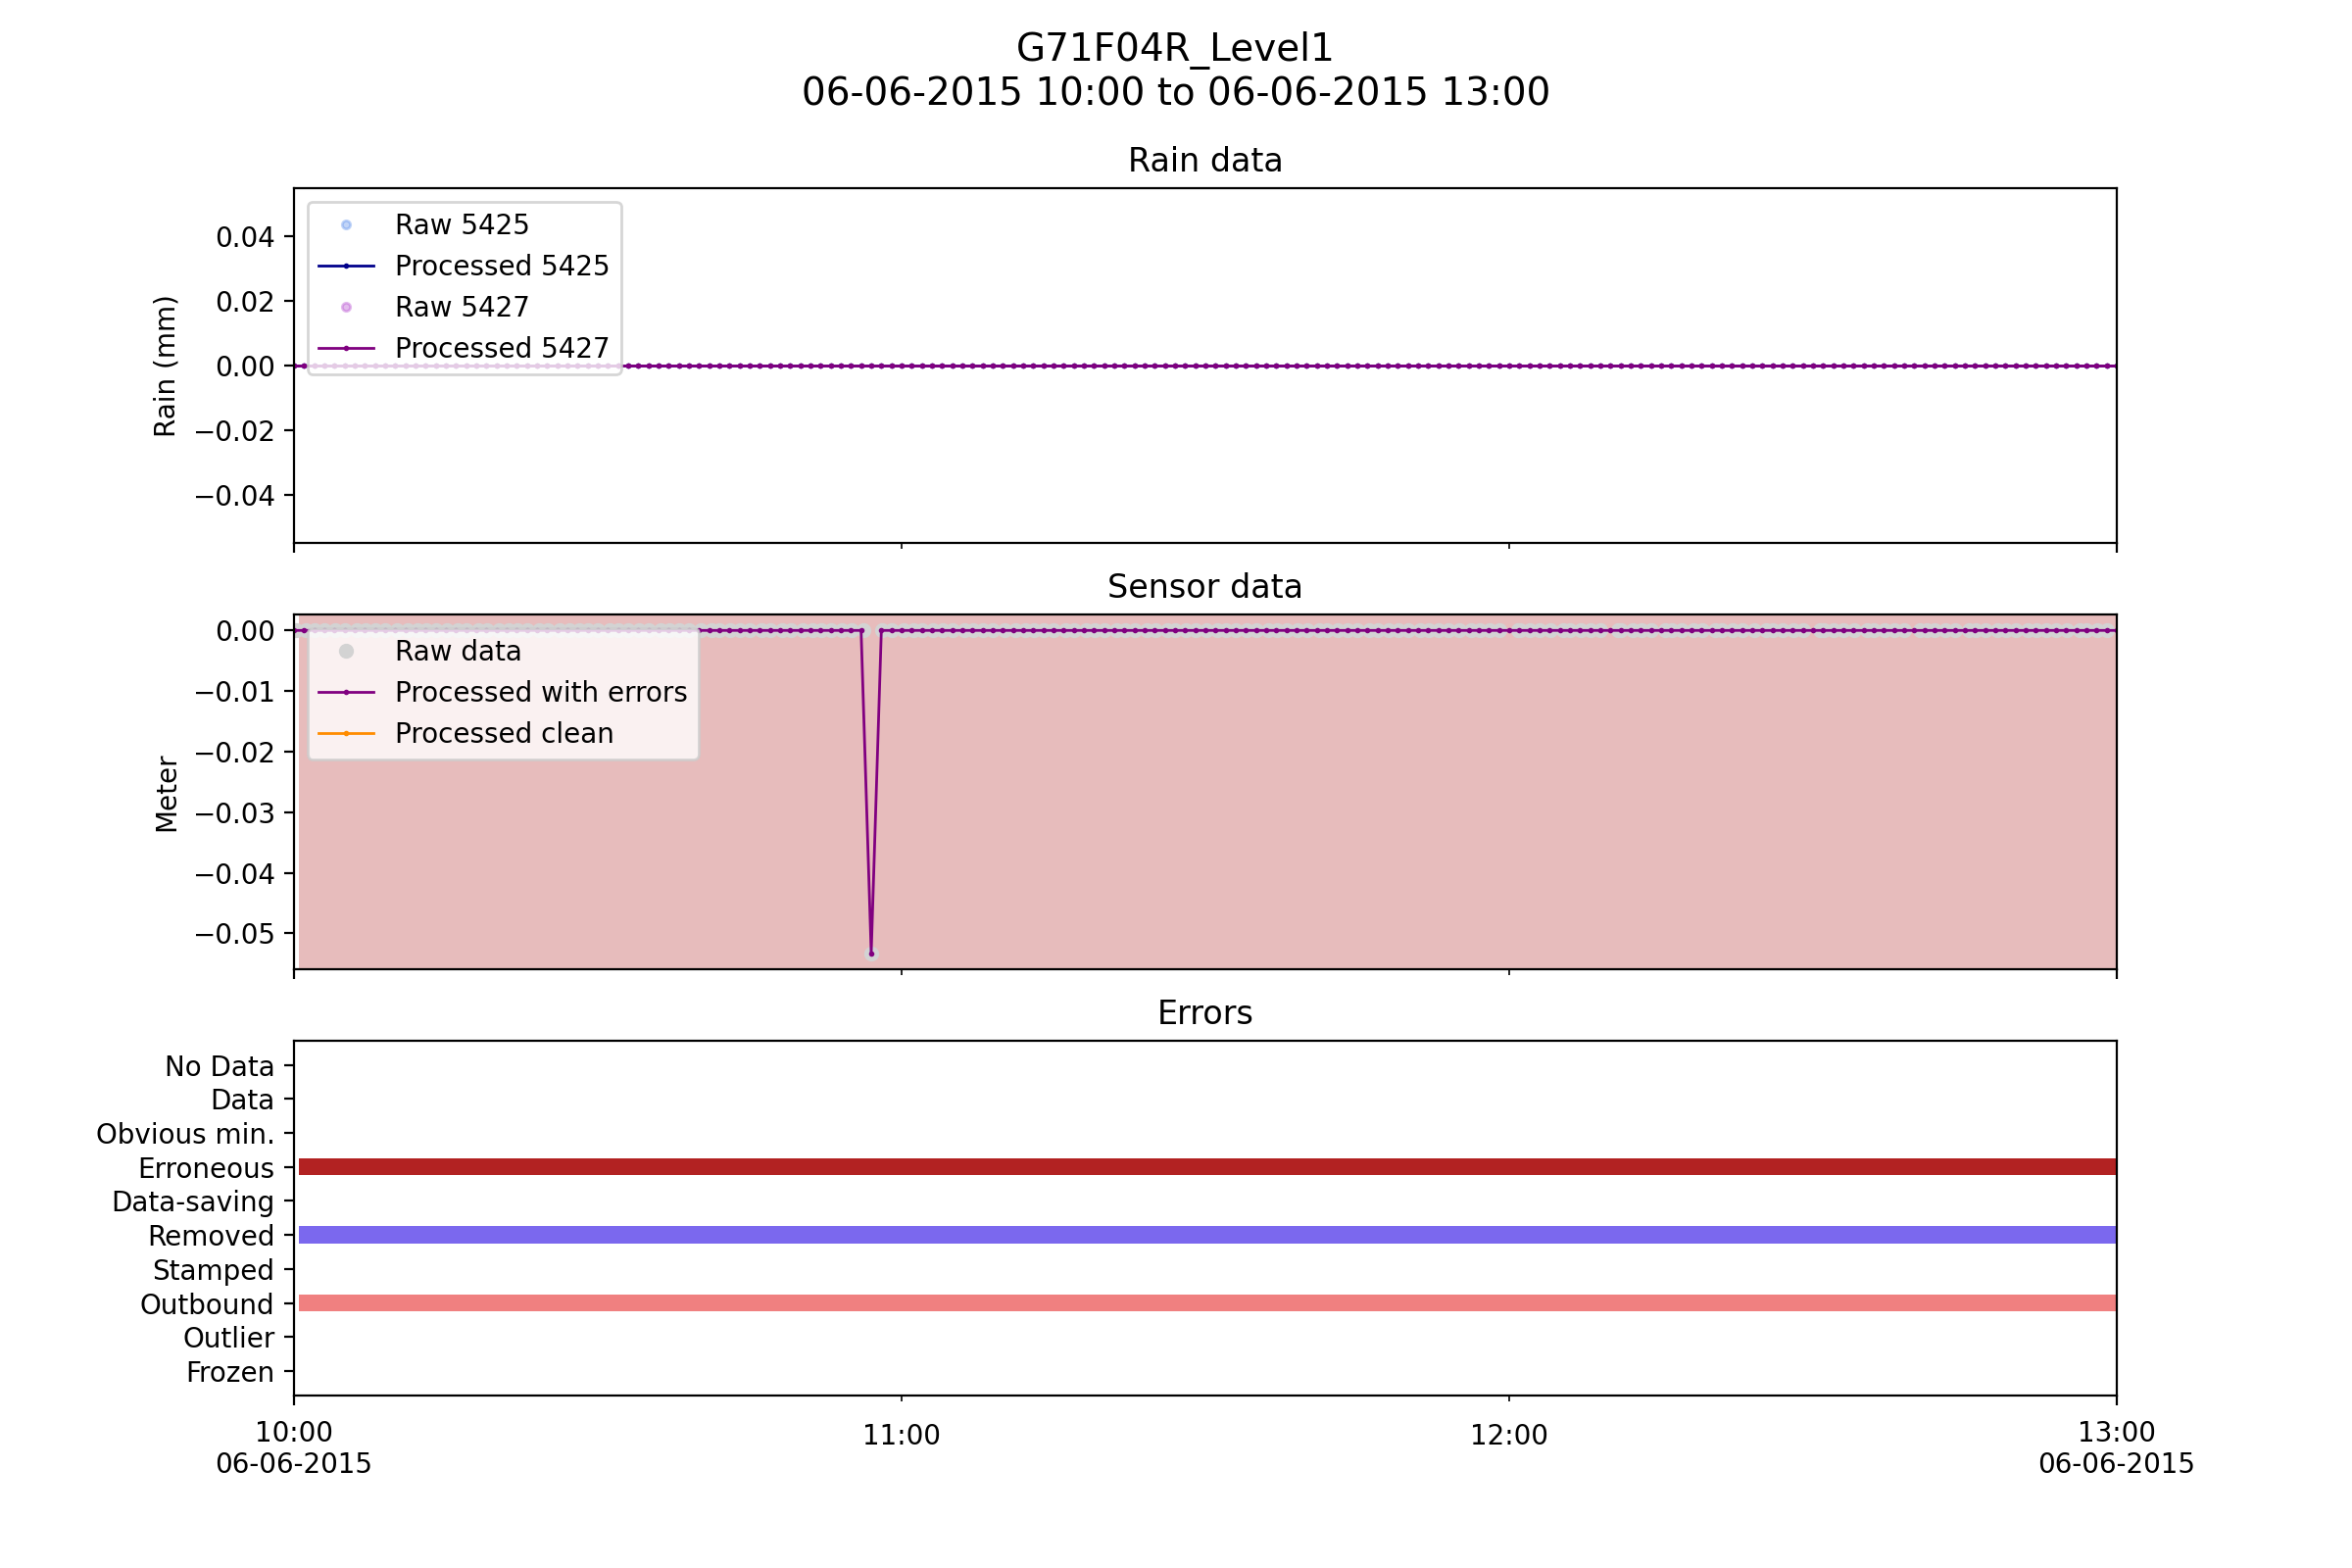 G71F04R_Level1
06-06-2015 10:00 to 06-06-2015 13:00
Rain data
Rain (mm)
0.04
0.02
0.00
−0.02
−0.04
Raw 5425
Processed 5425
Raw 5427
Processed 5427
Sensor data
Meter
0.00
−0.01
−0.02
−0.03
−0.04
−0.05
Raw data
Processed with errors
Processed clean
Errors
No Data
Data
Obvious min.
Erroneous
Data-saving
Removed
Stamped
Outbound
Outlier
Frozen
10:00
06-06-2015
11:00
12:00
13:00
06-06-2015